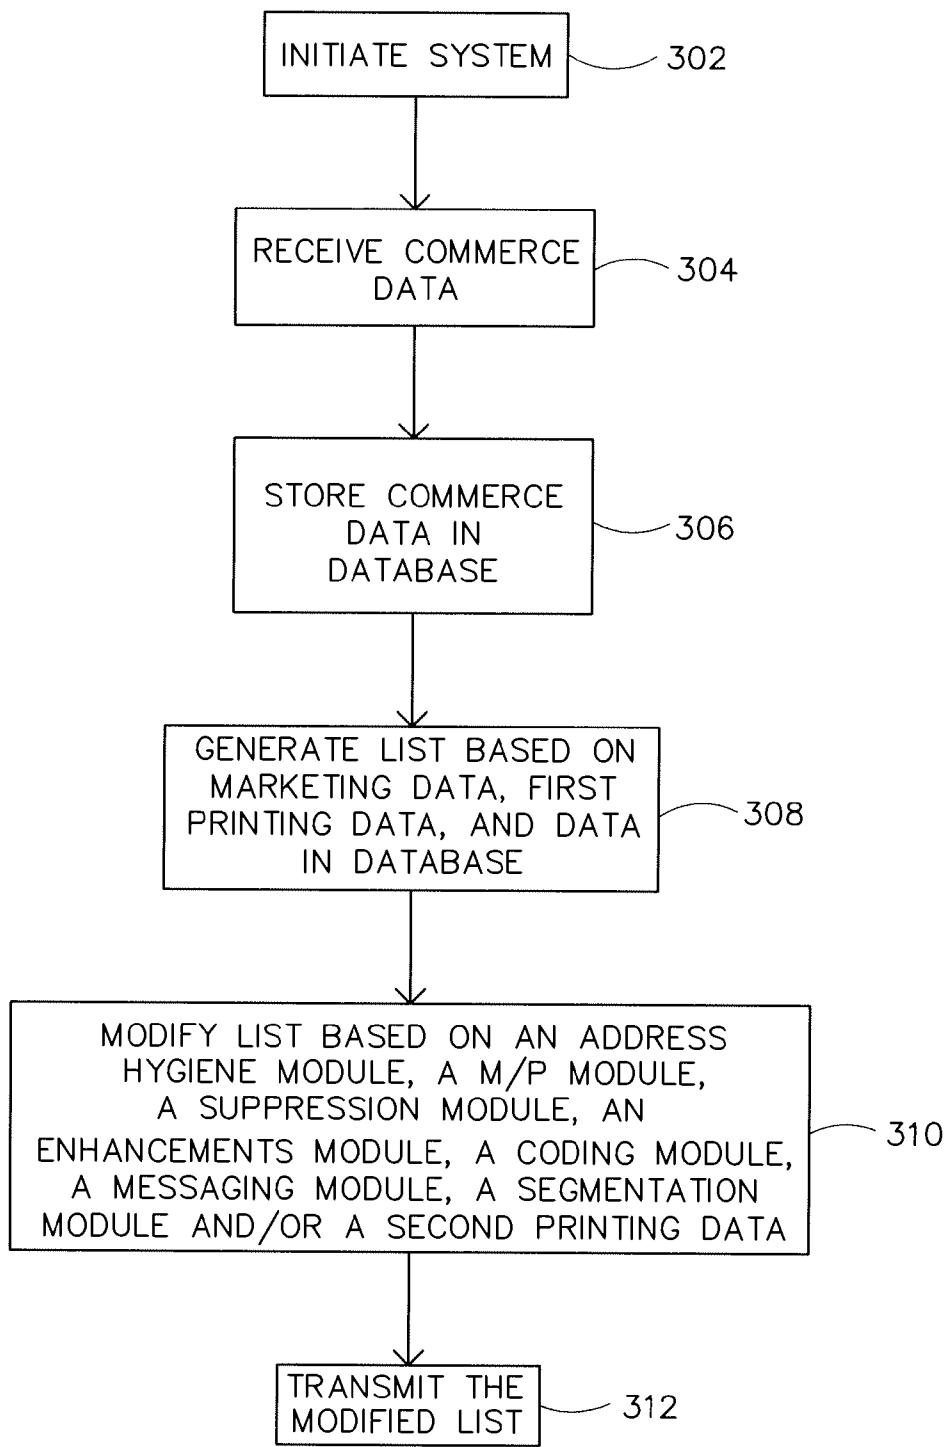 INITIATE SYSTEM
302
RECEIVE COMMERCE
DATA
304
STORE COMMERCE
DATA IN
DATABASE
306
GENERATE LIST BASED ON
MARKETING DATA, FIRST
PRINTING DATA, AND DATA
IN DATABASE
308
MODIFY LIST BASED ON AN ADDRESS
HYGIENE MODULE, A M/P MODULE,
A SUPPRESSION MODULE, AN
ENHANCEMENTS MODULE, A CODING MODULE,
A MESSAGING MODULE, A SEGMENTATION
MODULE AND/OR A SECOND PRINTING DATA
310
TRANSMIT THE
MODIFIED LIST
312